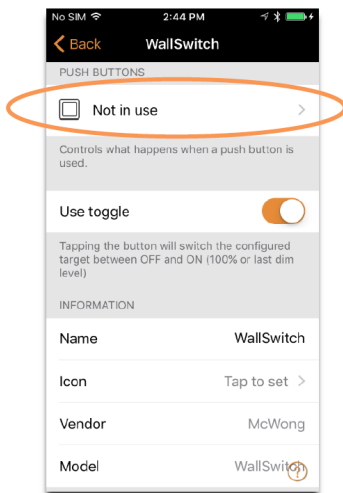 No SIM 2:44 PM
Back WallSwitch
PUSH BUTTONS
Not in use
Controls what happens when a push button is
used.
Use toggle
Tapping the button will switch the configured
target between OFF and ON (100% or last dim
level)
INFORMATION
Name WallSwitch
Icon Tap to set
Vendor McWong
Model WallSwitch
?